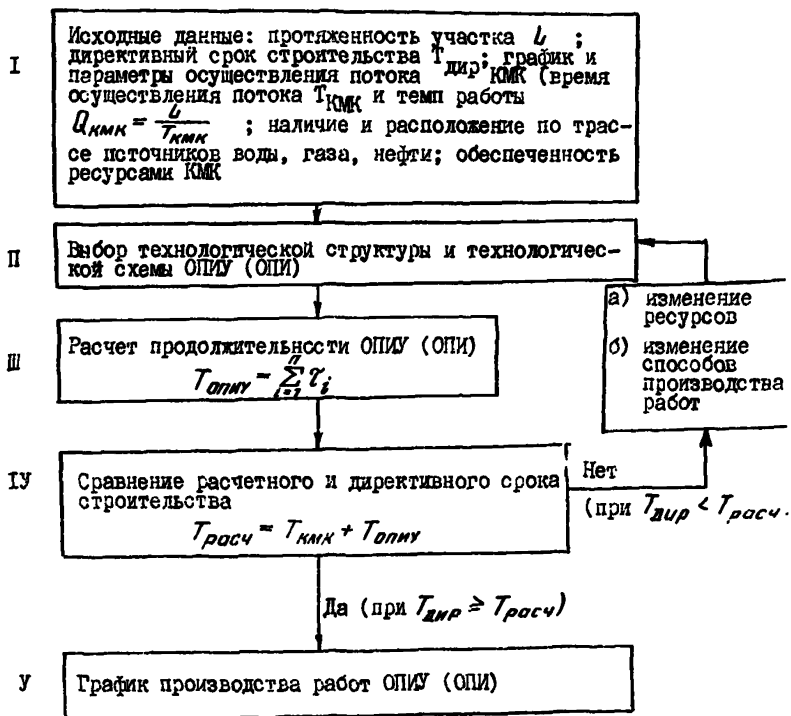 I
Исходные данные: протяженность участка L ;
директивный срок строительства Tдир; график и
параметры осуществления потока КМК (время
осуществления потока TКМК и темп работы
QКМК = L / TКМК ; наличие и расположение по трас-
се источников воды, газа, нефти; обеспеченность
ресурсами КМК
П
Выбор технологической структуры и технологичес-
кой схемы ОПИУ (ОПИ)
а) изменение
ресурсов
б) изменение
способов
производства
работ
Ш
Расчет продолжительности ОПИУ (ОПИ)
Tопиу = n∑i=1 τi
IУ
Сравнение расчетного и директивного срока
строительства
Tрасч = Tкмк + Tопиу
Нет
(при Tдир < Tрасч.
Да (при Tдир ≥ Tрасч)
У
График производства работ ОПИУ (ОПИ)